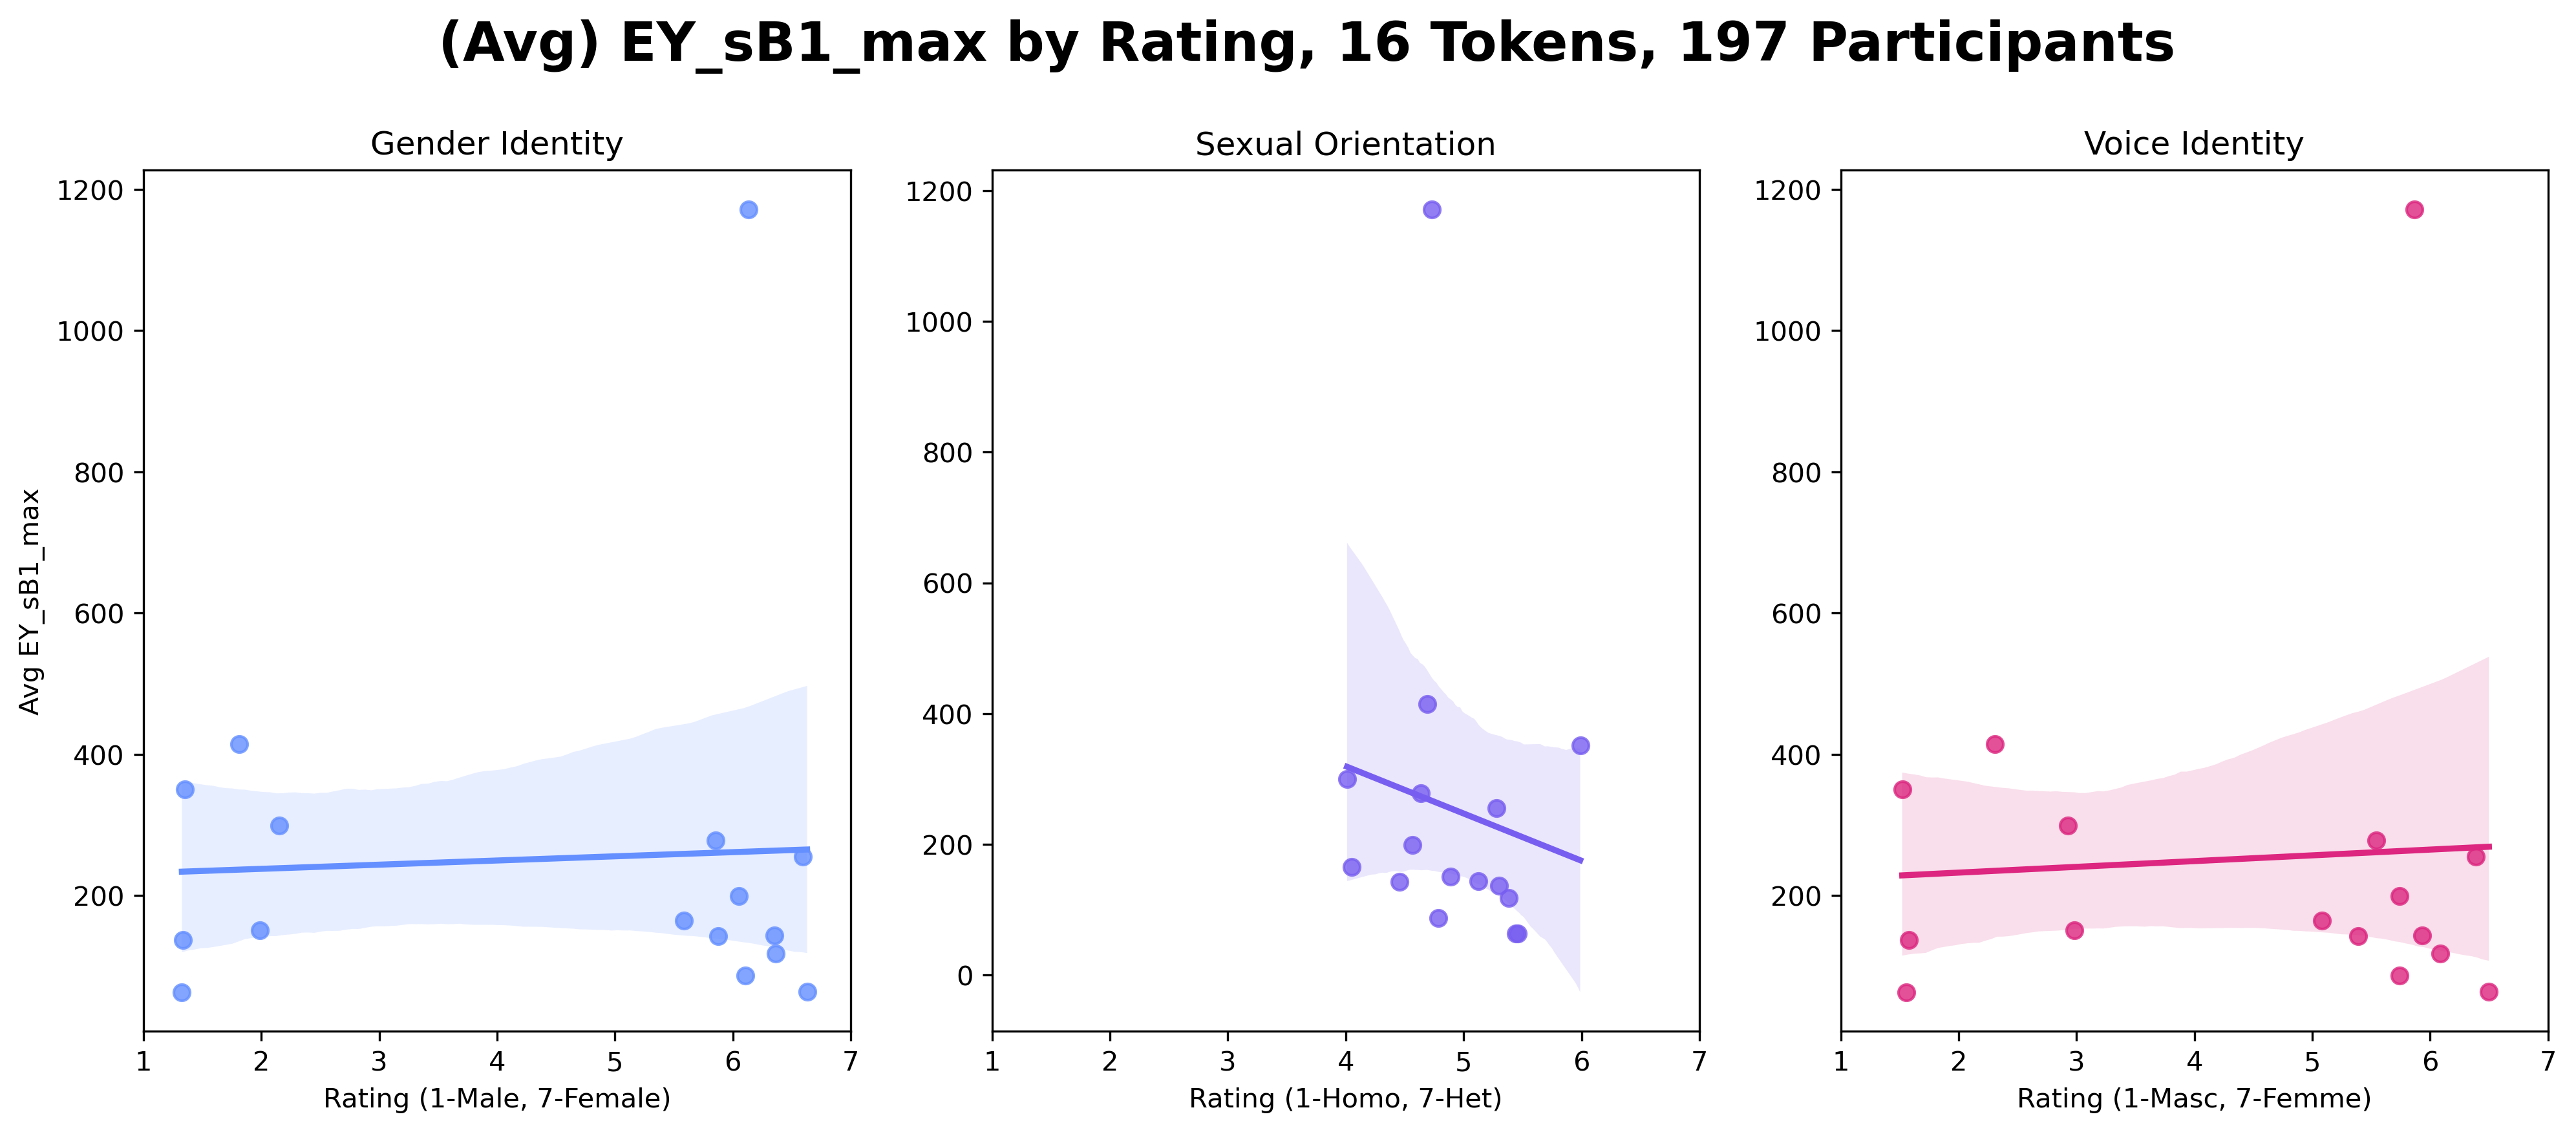 (Avg) EY_sB1_max by Rating, 16 Tokens, 197 Participants
Gender Identity
Avg EY_sB1_max
1200
1000
800
600
400
200
1 2 3 4 5 6 7
Rating (1-Male, 7-Female)
Sexual Orientation
1200
1000
800
600
400
200
0
1 2 3 4 5 6 7
Rating (1-Homo, 7-Het)
Voice Identity
1200
1000
800
600
400
200
1 2 3 4 5 6 7
Rating (1-Masc, 7-Femme)